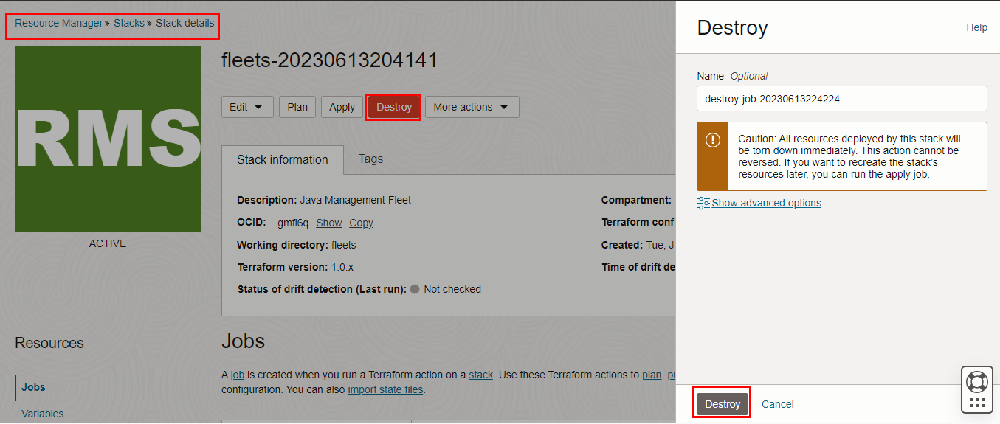 Resource Manager » Stacks » Stack details
RMS
ACTIVE
fleets-20230613204141
Edit Plan Apply Destroy More actions
Stack information Tags
Description: Java Management Fleet
OCID: ...gmfi6q Show Copy
Working directory: fleets
Terraform version: 1.0.x
Status of drift detection (Last run): Not checked
Compartment:
Terraform confi
Created: Tue, J
Time of drift de
Resources
Jobs
Variables
Jobs
A job is created when you run a Terraform action on a stack. Use these Terraform actions to plan, pr
configuration. You can also import state files.
Destroy
Help
Name Optional
destroy-job-20230613224224
Caution: All resources deployed by this stack will
be torn down immediately. This action cannot be
reversed. If you want to recreate the stack's
resources later, you can run the apply job.
Show advanced options
Destroy Cancel